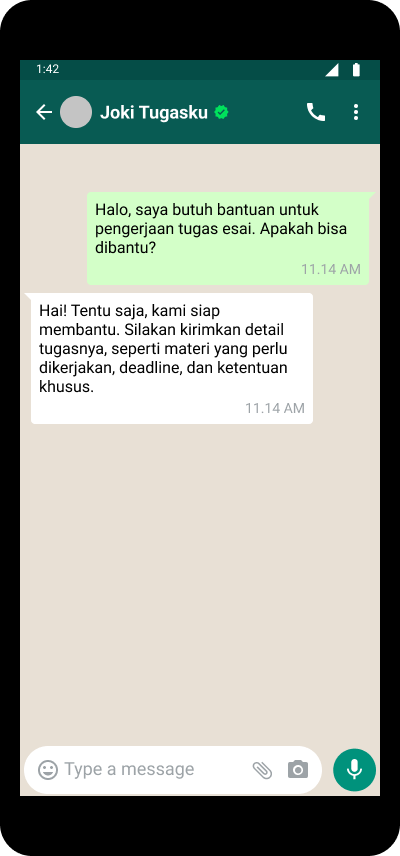 1:42
Joki Tugasku
Halo, saya butuh bantuan untuk
pengerjaan tugas esai. Apakah bisa
dibantu?
11.14 AM
Hai! Tentu saja, kami siap
membantu. Silakan kirimkan detail
tugasnya, seperti materi yang perlu
dikerjakan, deadline, dan ketentuan
khusus.
11.14 AM
Type a message